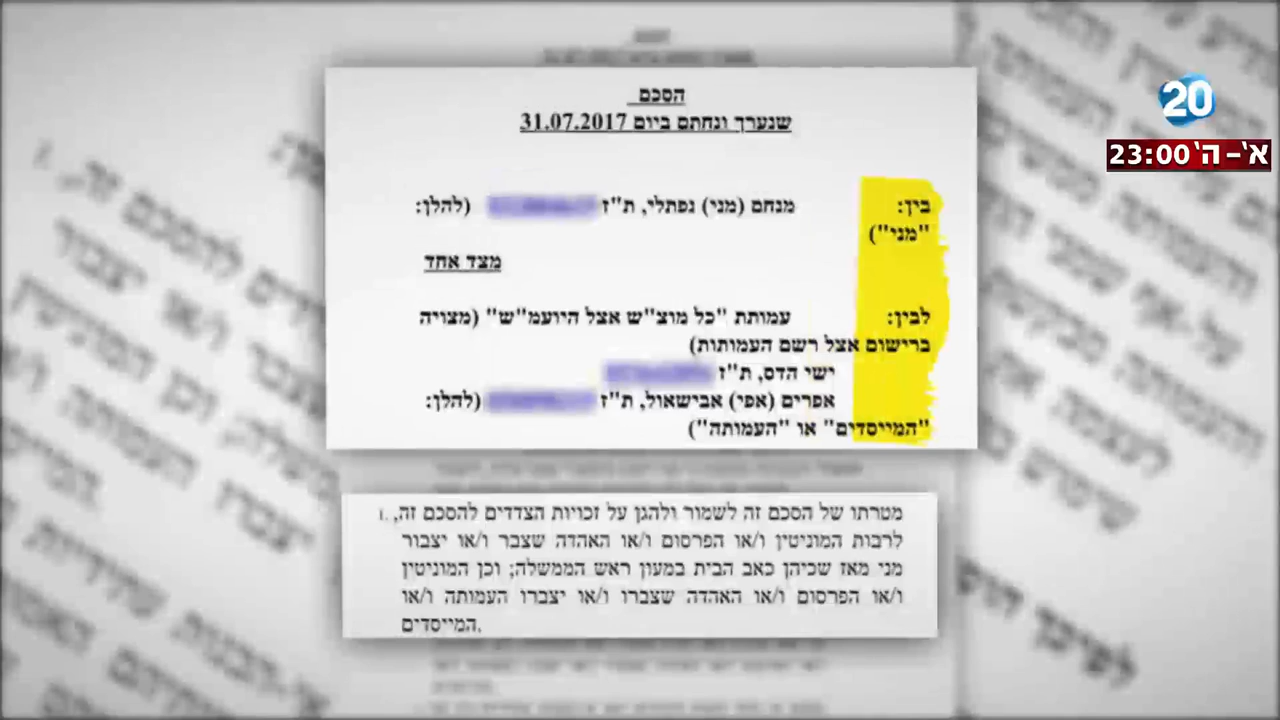 20
א'-ה' 23:00
הסכם
שנערך ונחתם ביום 31.07.2017
בין: מנחם (מני) נפתלי, ת"ז (להלן:
"מני")
מצד אחד
לבין: עמותת "כל מוצ"ש אצל היועמ"ש" (מצויה
ברישום אצל רשם העמותות)
ישי הדס, ת"ז
אפרים (אפי) אבישאול, ת"ז (להלן:
"המייסדים" או "העמותה")
מטרתו של הסכם זה לשמור ולהגן על זכויות הצדדים להסכם זה, .1
לרבות המוניטין ו/או הפרסום ו/או האהדה שצבר ו/או יצבור
מני מאז שכיהן כאב הבית במעון ראש הממשלה; וכן המוניטין
ו/או הפרסום ו/או האהדה שצברו ו/או יצברו העמותה ו/או
המייסדים.